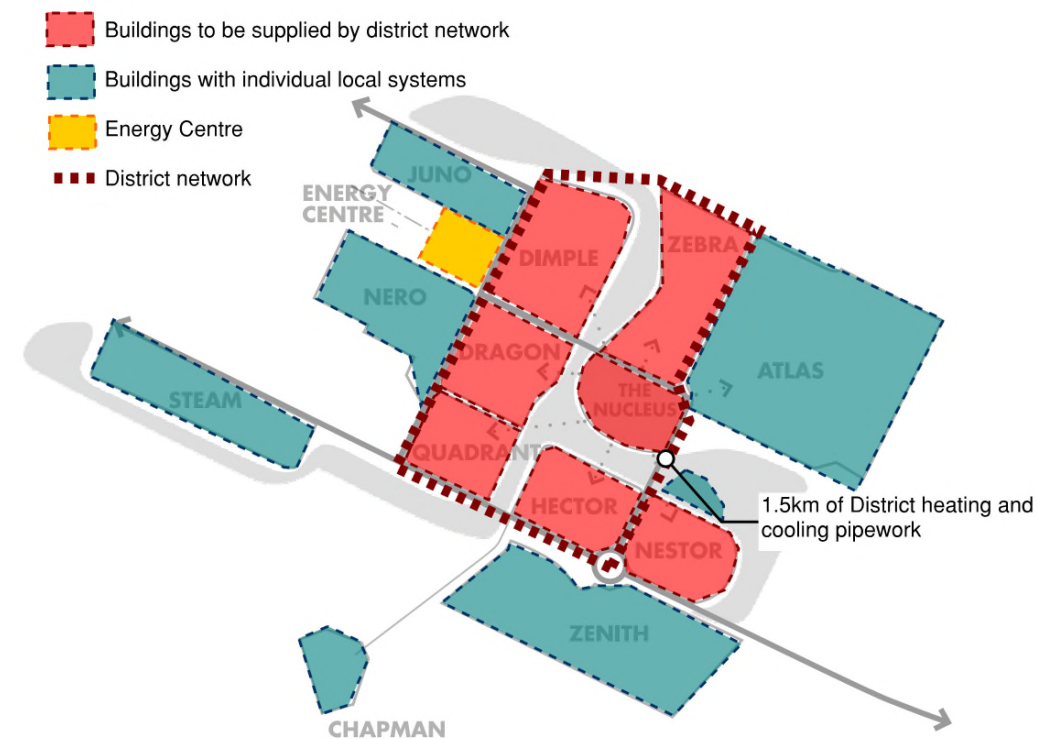 Buildings to be supplied by district network
Buildings with individual local systems
Energy Centre
District network
JUNO
ENERGY
CENTRE
DIMPLE
ZEBRA
NERO
DRAGON
ATLAS
THE
NUCLEUS
STEAM
QUADRANT
HECTOR
1.5km of District heating and
cooling pipework
NESTOR
ZENITH
CHAPMAN